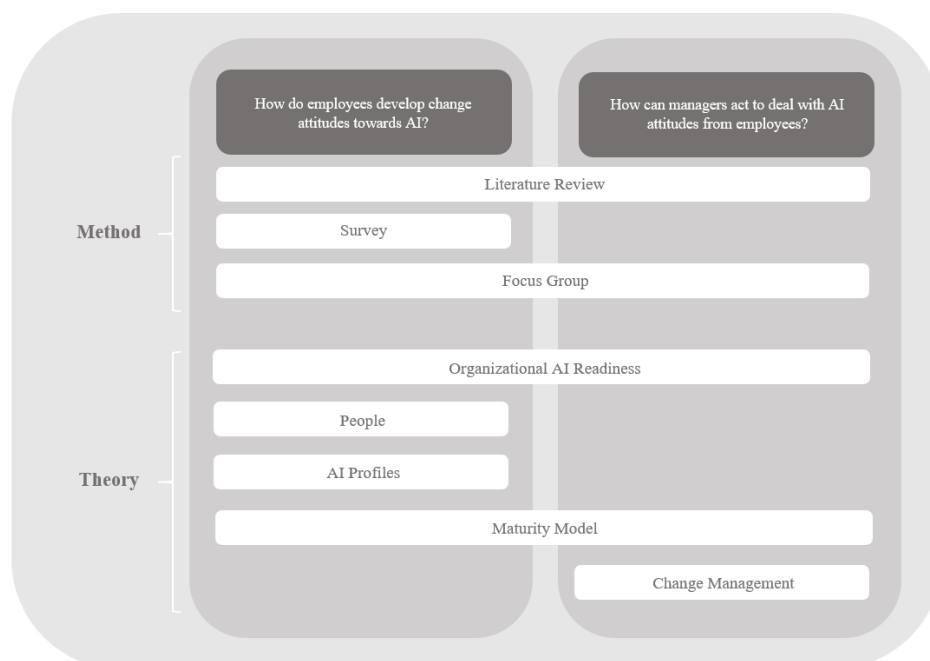 How do employees develop change
attitudes towards AI?
How can managers act to deal with AI
attitudes from employees?
Method
Literature Review
Survey
Focus Group
Theory
Organizational AI Readiness
People
AI Profiles
Maturity Model
Change Management